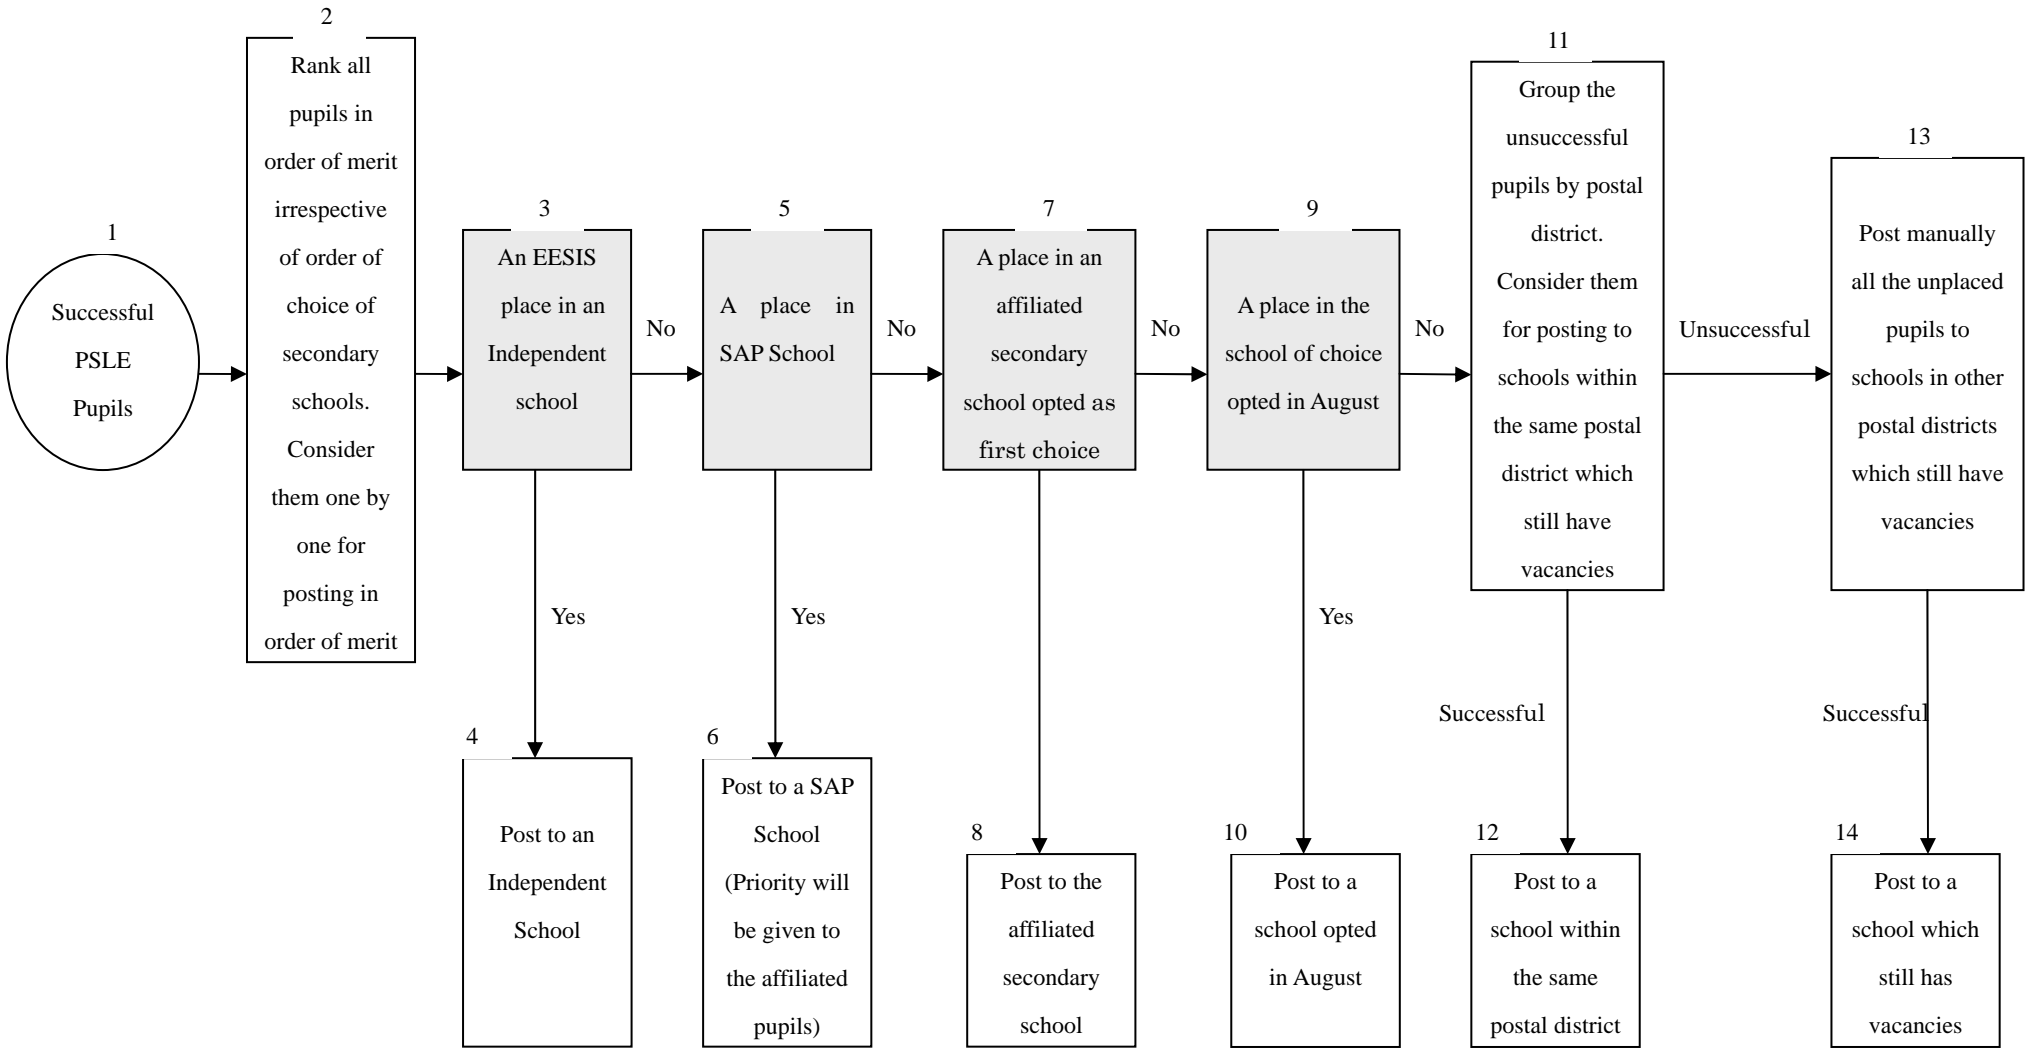 1
Successful
PSLE
Pupils
2
Rank all
pupils in
order of merit
irrespective
of order of
choice of
secondary
schools.
Consider
them one by
one for
posting in
order of merit
3
An EESIS
place in an
Independent
school
No
Yes
4
Post to an
Independent
School
5
A place in
SAP School
No
Yes
6
Post to a SAP
School
(Priority will
be given to
the affiliated
pupils)
7
A place in an
affiliated
secondary
school opted as
first choice
No
8
Post to the
affiliated
secondary
school
9
A place in the
school of choice
opted in August
No
Yes
10
Post to a
school opted
in August
11
Group the
unsuccessful
pupils by postal
district.
Consider them
for posting to
schools within
the same postal
district which
still have
vacancies
Unsuccessful
Successful
12
Post to a
school within
the same
postal district
13
Post manually
all the unplaced
pupils to
schools in other
postal districts
which still have
vacancies
Successful
14
Post to a
school which
still has
vacancies